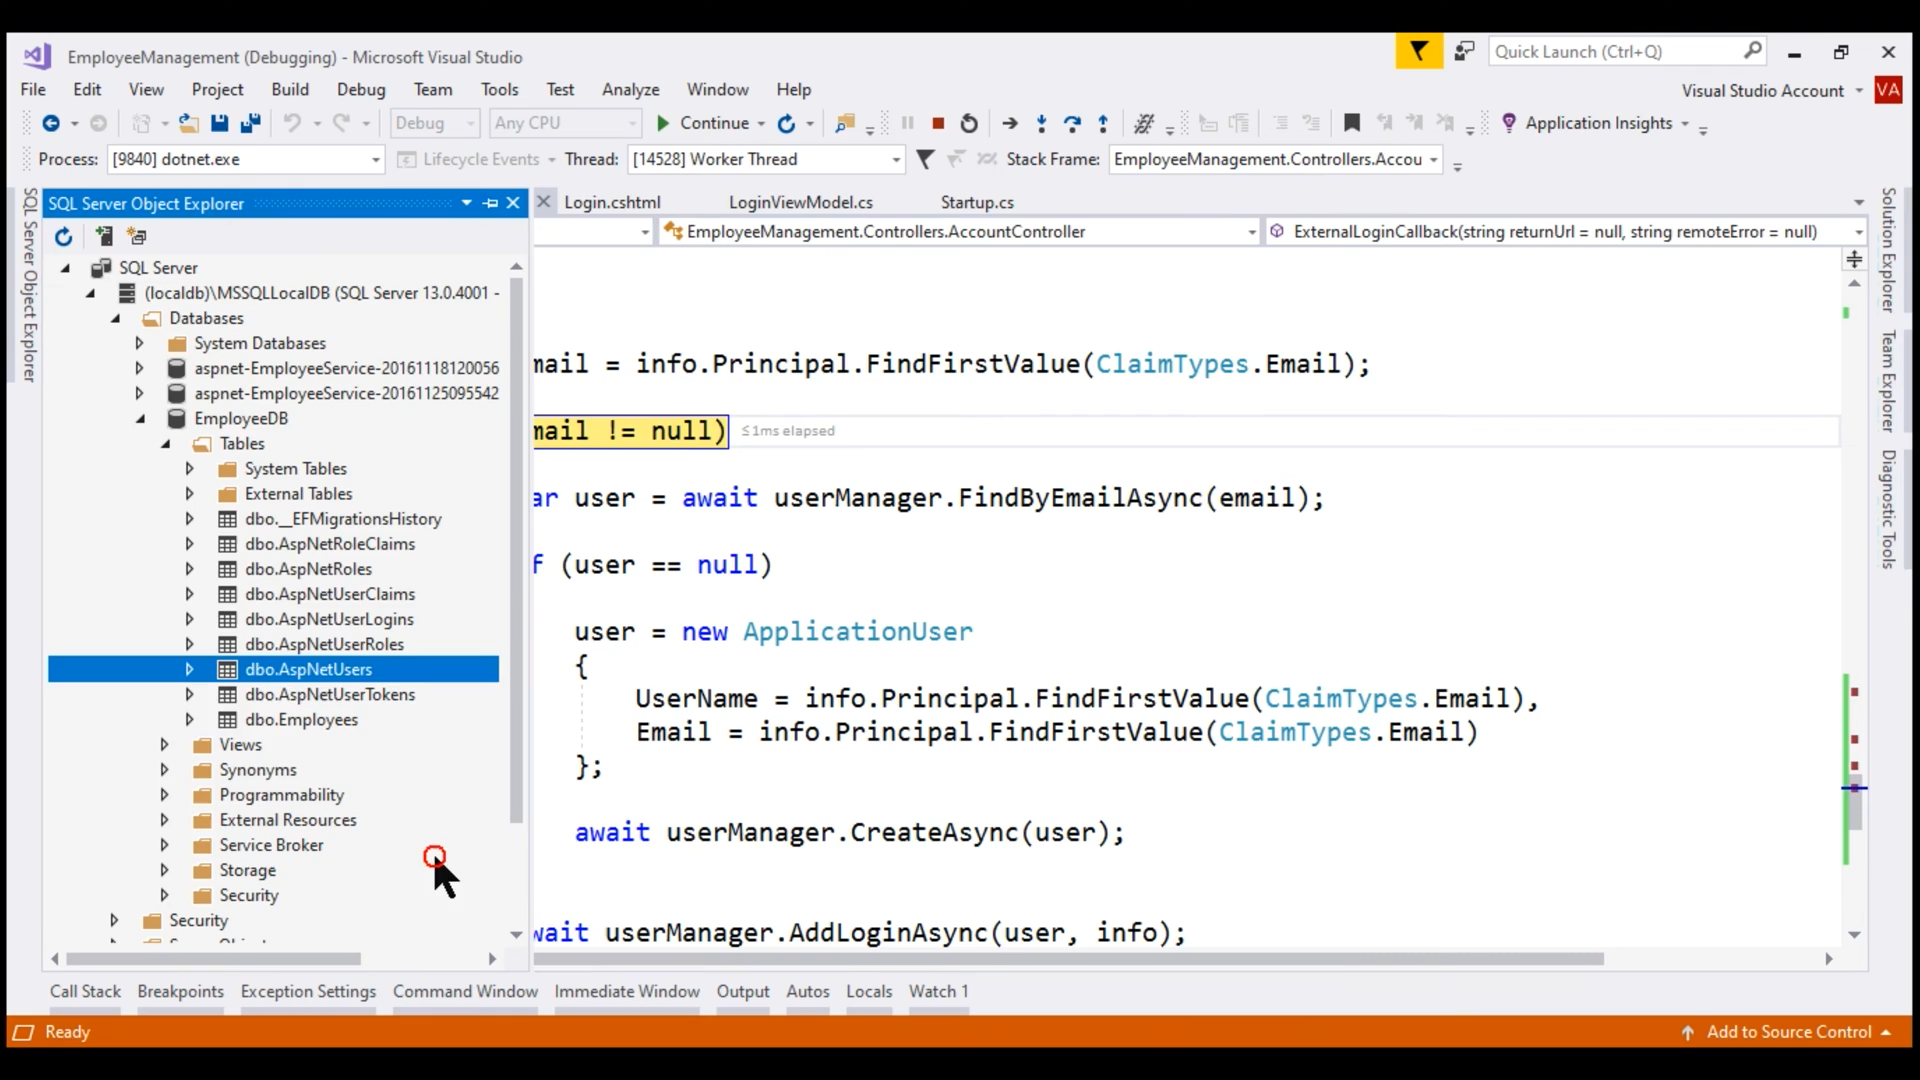 EmployeeManagement (Debugging) - Microsoft Visual Studio
Quick Launch (Ctrl+Q)
File Edit View Project Build Debug Team Tools Test Analyze Window Help
Visual Studio Account VA
Debug Any CPU Continue Application Insights
Process: [9840] dotnet.exe Lifecycle Events Thread: [14528] Worker Thread Stack Frame: EmployeeManagement.Controllers.Accou
SQL Server Object Explorer
SQL Server Object Explorer
Login.cshtml LoginViewModel.cs Startup.cs
EmployeeManagement.Controllers.AccountController ExternalLoginCallback(string returnUrl = null, string remoteError = null)
SQL Server
(localdb)\MSSQLLocalDB (SQL Server 13.0.4001 -
Databases
System Databases
aspnet-EmployeeService-20161118120056
aspnet-EmployeeService-20161125095542
EmployeeDB
Tables
System Tables
External Tables
dbo.__EFMigrationsHistory
dbo.AspNetRoleClaims
dbo.AspNetRoles
dbo.AspNetUserClaims
dbo.AspNetUserLogins
dbo.AspNetUserRoles
dbo.AspNetUsers
dbo.AspNetUserTokens
dbo.Employees
Views
Synonyms
Programmability
External Resources
Service Broker
Storage
Security
Security
mail = info.Principal.FindFirstValue(ClaimTypes.Email);
mail != null) ≤1ms elapsed
ar user = await userManager.FindByEmailAsync(email);
f (user == null)
user = new ApplicationUser
{
UserName = info.Principal.FindFirstValue(ClaimTypes.Email),
Email = info.Principal.FindFirstValue(ClaimTypes.Email)
};
await userManager.CreateAsync(user);
wait userManager.AddLoginAsync(user, info);
Solution Explorer
Team Explorer
Diagnostic Tools
Call Stack Breakpoints Exception Settings Command Window Immediate Window Output Autos Locals Watch 1
Ready
Add to Source Control